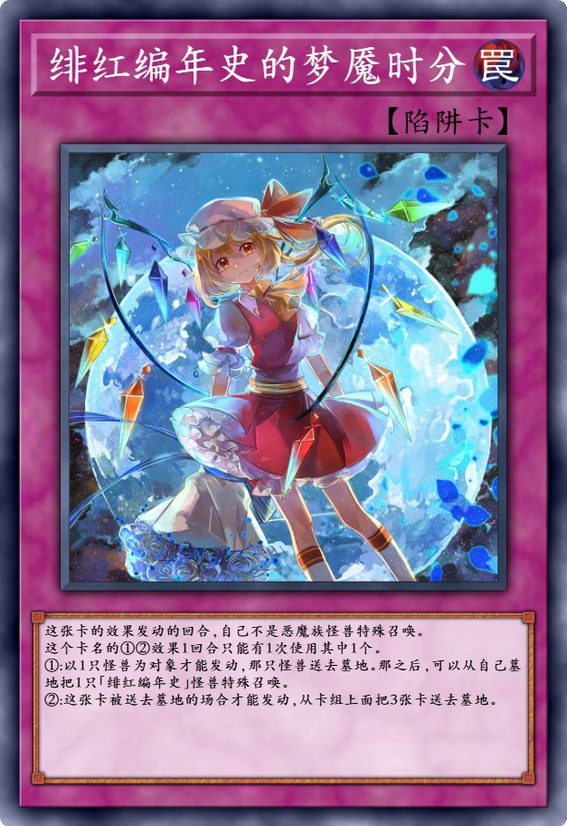 绯红编年史的梦魇时分 罠
【陷阱卡】
这张卡的效果发动的回合,自己不是恶魔族怪兽特殊召唤。
这个卡名的①②效果1回合只能有1次使用其中1个。
①:以1只怪兽为对象才能发动,那只怪兽送去墓地。那之后,可以从自己墓
地把1只「绯红编年史」怪兽特殊召唤。
②:这张卡被送去墓地的场合才能发动,从卡组上面把3张卡送去墓地。